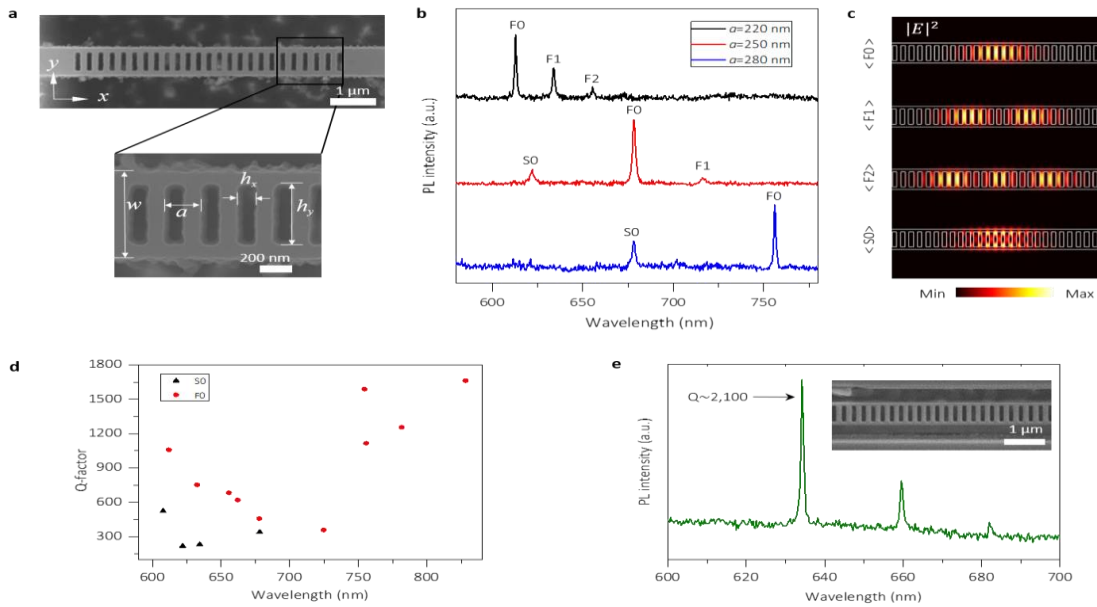 a
y
x
1 μm
w
a
hx
hy
200 nm
b
F0
F1
F2
a=220 nm
a=250 nm
a=280 nm
S0
F0
F1
S0
F0
PL intensity (a.u.)
600 650 700 750
Wavelength (nm)
c
|E|²
<F0>
<F1>
<F2>
<S0>
Min Max
d
1800
1500
1200
900
600
300
S0
F0
Q-factor
600 650 700 750 800
Wavelength (nm)
e
Q~2,100
1 μm
PL intensity (a.u.)
600 620 640 660 680 700
Wavelength (nm)